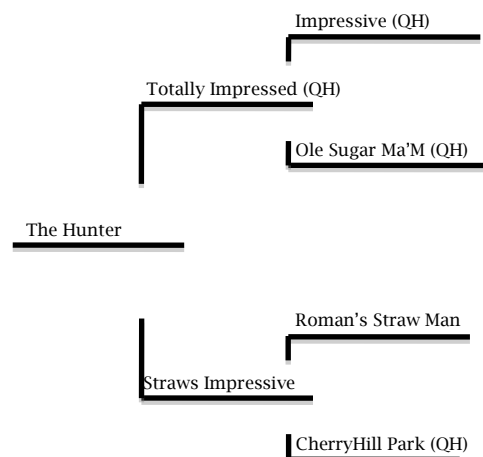 Impressive (QH)
Totally Impressed (QH)
Ole Sugar Ma’M (QH)
The Hunter
Roman’s Straw Man
Straws Impressive
CherryHill Park (QH)